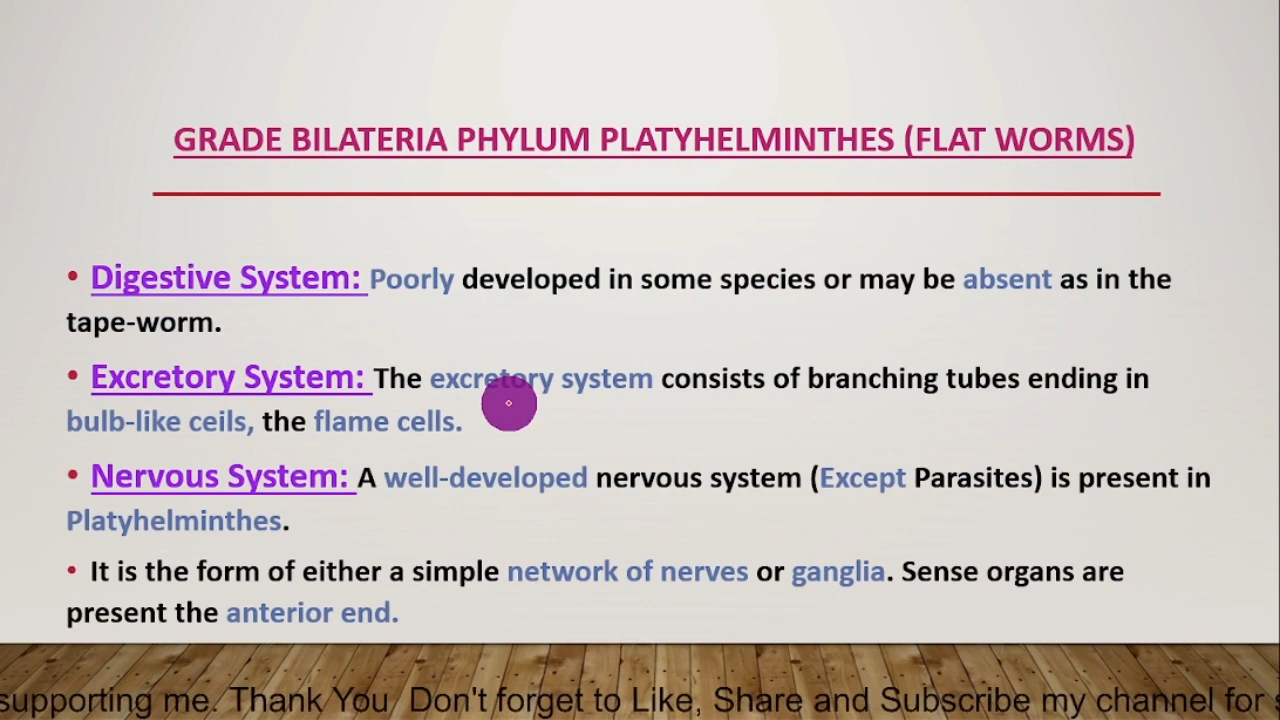 GRADE BILATERIA PHYLUM PLATYHELMINTHES (FLAT WORMS)
• Digestive System: Poorly developed in some species or may be absent as in the
tape-worm.
• Excretory System: The excretory system consists of branching tubes ending in
bulb-like ceils, the flame cells.
• Nervous System: A well-developed nervous system (Except Parasites) is present in
Platyhelminthes.
• It is the form of either a simple network of nerves or ganglia. Sense organs are
present the anterior end.
supporting me. Thank You Don't forget to Like, Share and Subscribe my channel for